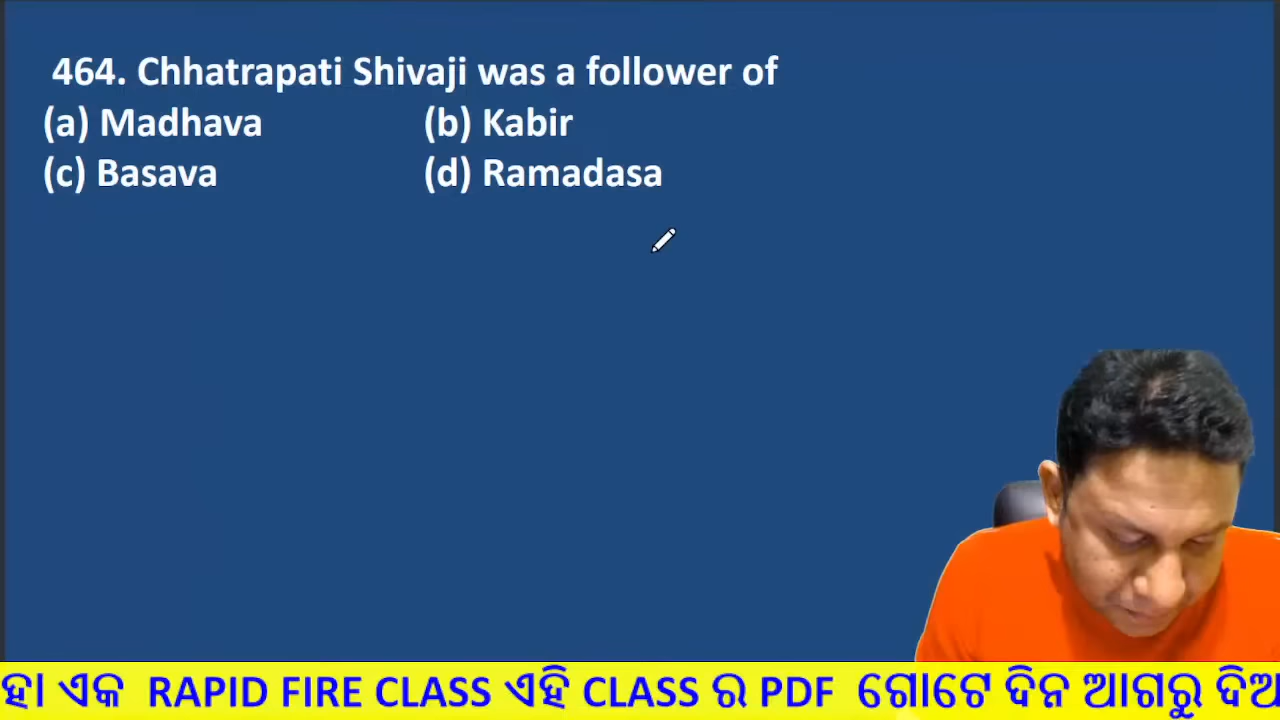 464. Chhatrapati Shivaji was a follower of
(a) Madhava (b) Kabir
(c) Basava (d) Ramadasa
ହା ଏକ RAPID FIRE CLASS ଏହି CLASS ର PDF ଗୋଟେ ଦିନ ଆଗରୁ ଦିଆ